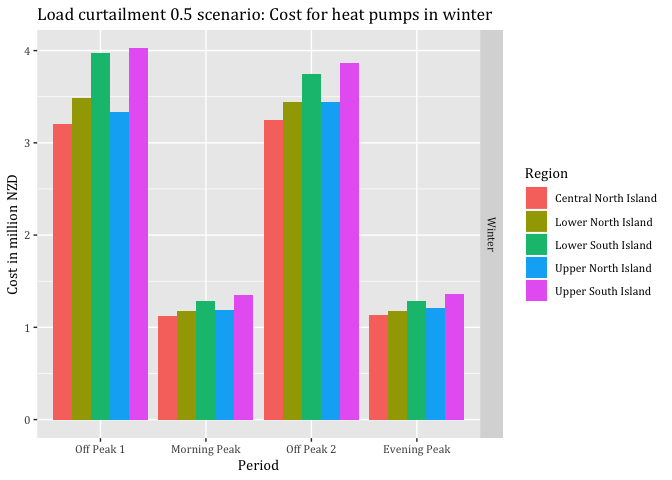 Load curtailment 0.5 scenario: Cost for heat pumps in winter
Cost in million NZD
4
3
2
1
0
Off Peak 1
Morning Peak
Off Peak 2
Evening Peak
Period
Winter
Region
Central North Island
Lower North Island
Lower South Island
Upper North Island
Upper South Island